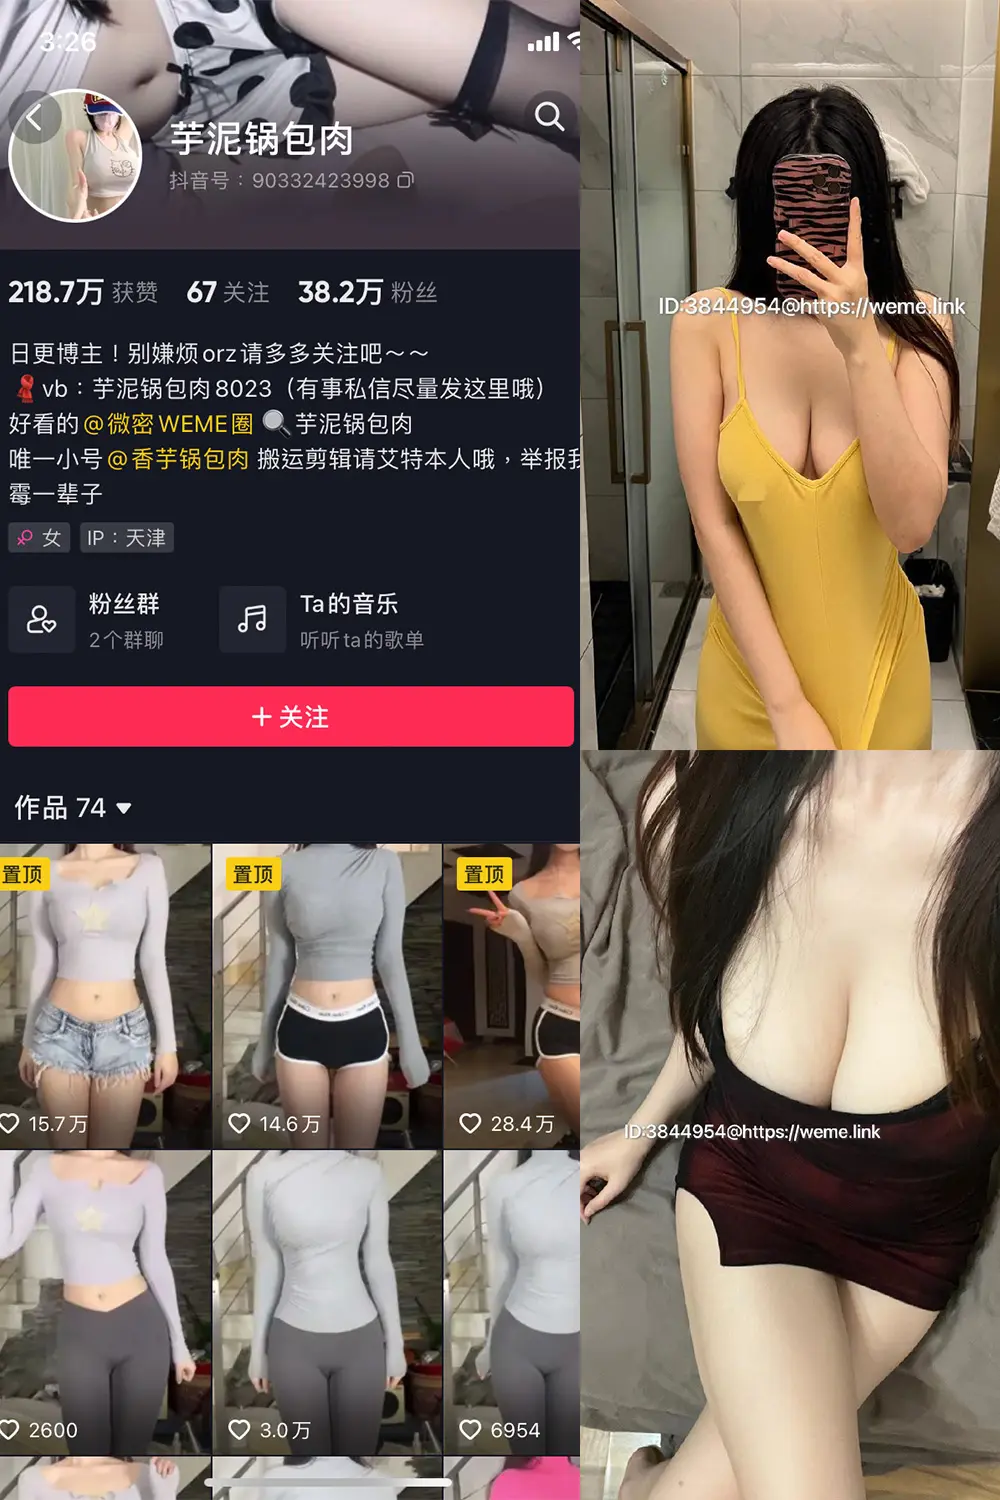 3:26
芋泥锅包肉
抖音号：90332423998
218.7万 获赞 67 关注 38.2万 粉丝
日更博主！别嫌烦orz请多多关注吧～～
vb：芋泥锅包肉8023（有事私信尽量发这里哦）
好看的@微密WEME圈 🔍芋泥锅包肉
唯一小号@香芋锅包肉 搬运剪辑请艾特本人哦，举报我
霉一辈子
女 IP：天津
粉丝群
2个群聊
Ta的音乐
听听ta的歌单
+ 关注
作品 74
置顶 置顶 置顶
15.7万 14.6万 28.4万
2600 3.0万 6954
ID:3844954@https://weme.link
ID:3844954@https://weme.link